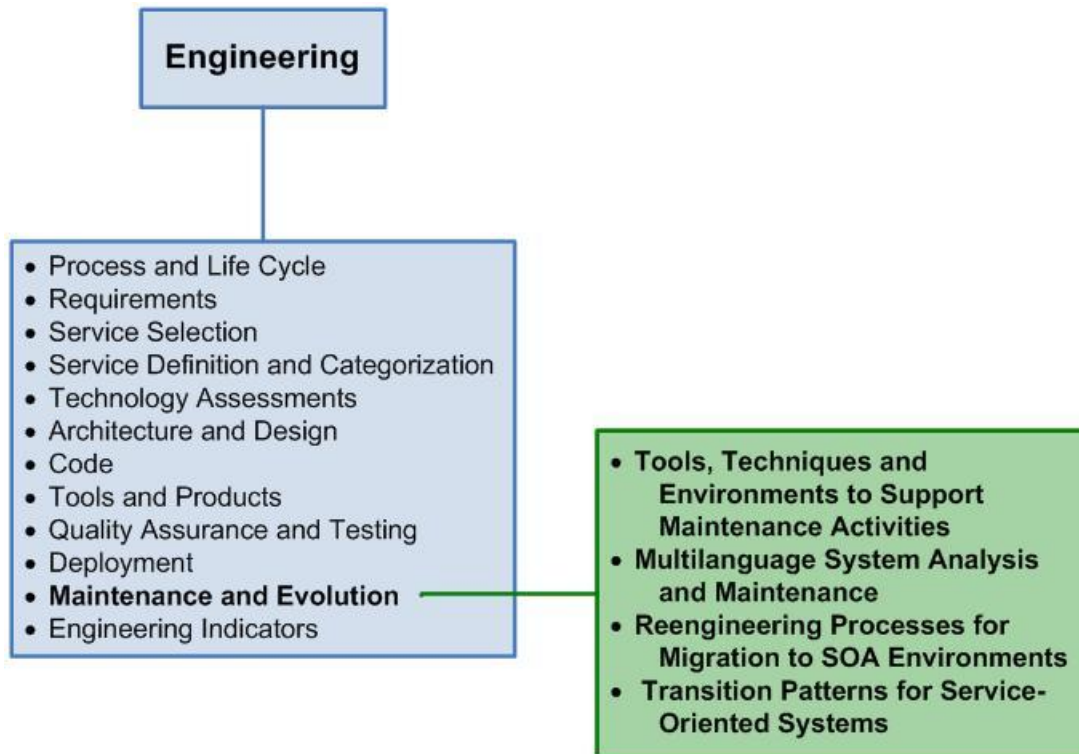 Engineering
• Process and Life Cycle
• Requirements
• Service Selection
• Service Definition and Categorization
• Technology Assessments
• Architecture and Design
• Code
• Tools and Products
• Quality Assurance and Testing
• Deployment
• Maintenance and Evolution
• Engineering Indicators
• Tools, Techniques and
Environments to Support
Maintenance Activities
• Multilanguage System Analysis
and Maintenance
• Reengineering Processes for
Migration to SOA Environments
• Transition Patterns for Service-
Oriented Systems